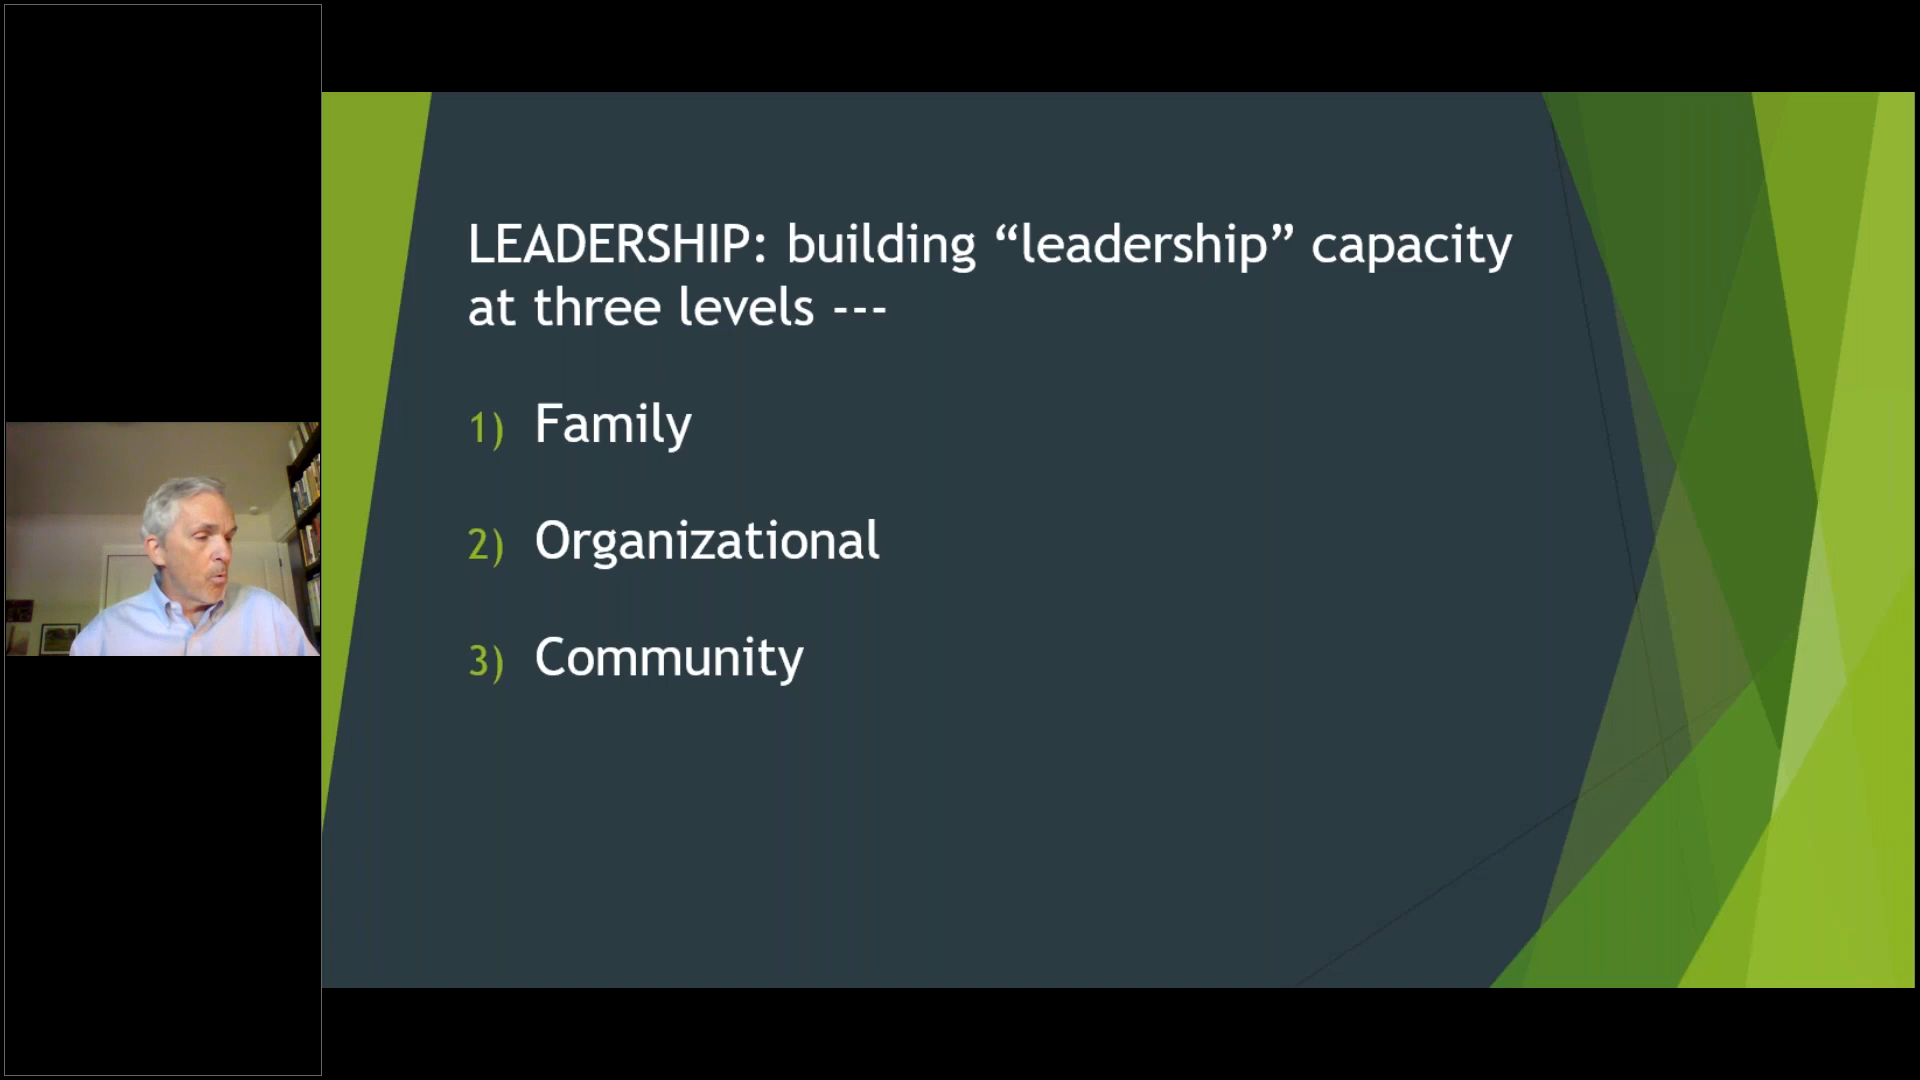 LEADERSHIP: building “leadership” capacity
at three levels ---
1) Family
2) Organizational
3) Community